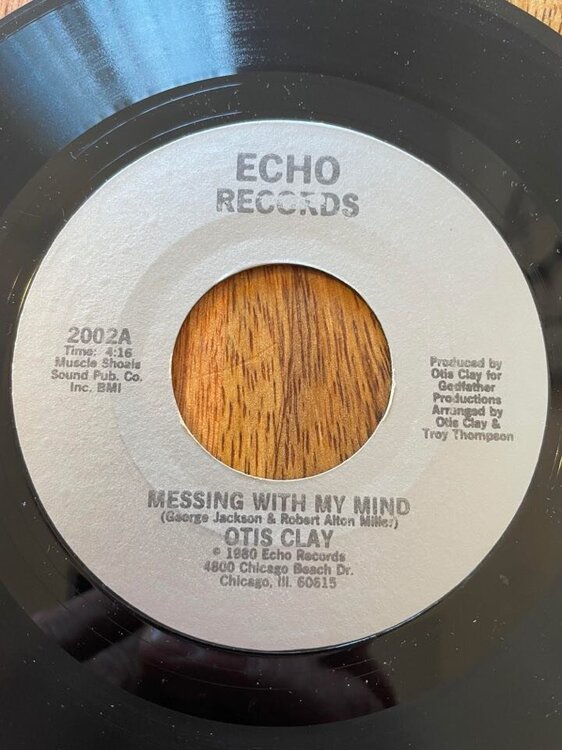 ECHO
RECORDS
2002A
Time: 4:16
Muscle Shoals
Sound Pub. Co.
Inc. BMI
Produced by
Otis Clay for
Godfather
Productions
Arranged by
Otis Clay &
Troy Thompson
MESSING WITH MY MIND
(George Jackson & Robert Alton Miller)
OTIS CLAY
© 1980 Echo Records
4800 Chicago Beach Dr.
Chicago, Ill. 60615